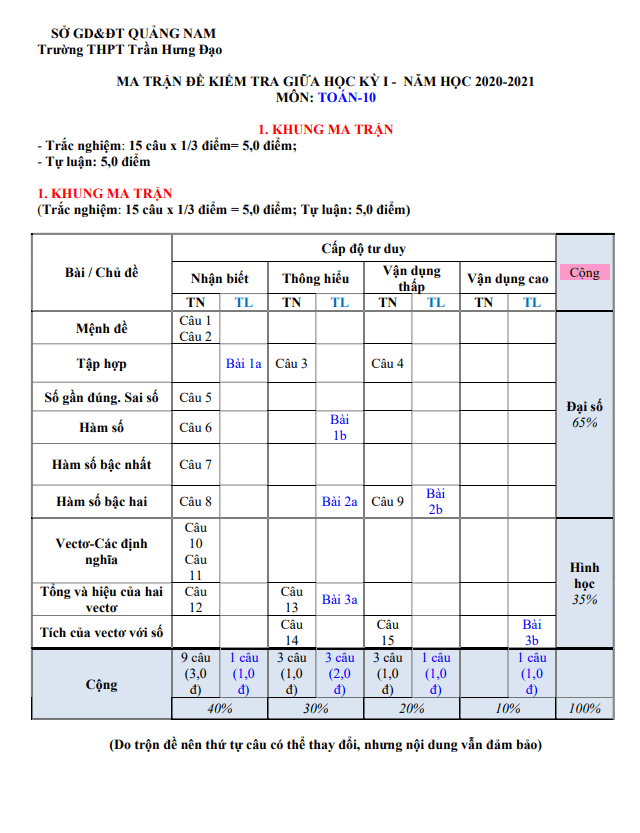 SỞ GD&ĐT QUẢNG NAM
Trường THPT Trần Hưng Đạo
MA TRẬN ĐỀ KIỂM TRA GIỮA HỌC KỲ I - NĂM HỌC 2020-2021
MÔN: TOÁN-10
1. KHUNG MA TRẬN
- Trắc nghiệm: 15 câu x 1/3 điểm= 5,0 điểm;
- Tự luận: 5,0 điểm
1. KHUNG MA TRẬN
(Trắc nghiệm: 15 câu x 1/3 điểm = 5,0 điểm; Tự luận: 5,0 điểm)
Bài / Chủ đề
Cấp độ tư duy
Cộng
Nhận biết
Thông hiểu
Vận dụng
thấp
Vận dụng cao
TN TL TN TL TN TL TN TL
Mệnh đề
Câu 1
Câu 2
Tập hợp
Bài 1a
Câu 3
Câu 4
Số gần đúng. Sai số
Câu 5
Hàm số
Câu 6
Bài
1b
Hàm số bậc nhất
Câu 7
Hàm số bậc hai
Câu 8
Bài 2a
Câu 9
Bài
2b
Đại số
65%
Vectơ-Các định
nghĩa
Câu
10
Câu
11
Tổng và hiệu của hai
vectơ
Câu
12
Câu
13
Bài 3a
Tích của vectơ với số
Câu
14
Câu
15
Bài
3b
Hình
học
35%
Cộng
9 câu
(3,0
đ)
1 câu
(1,0
đ)
3 câu
(1,0
đ)
3 câu
(2,0
đ)
3 câu
(1,0
đ)
1 câu
(1,0
đ)
1 câu
(1,0
đ)
40% 30% 20% 10% 100%
(Do trộn đề nên thứ tự câu có thể thay đổi, nhưng nội dung vẫn đảm bảo)